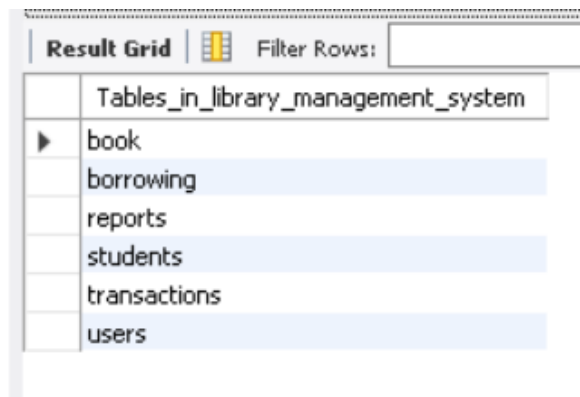 Result Grid Filter Rows:
Tables_in_library_management_system
book
borrowing
reports
students
transactions
users